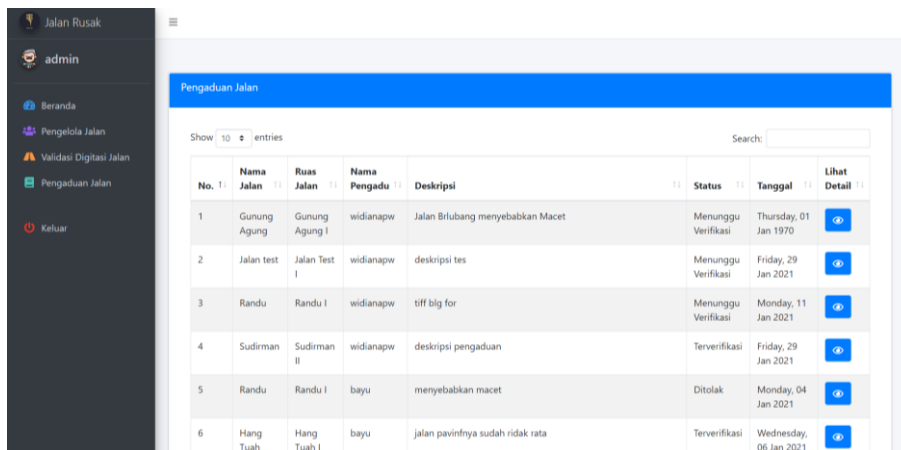 Jalan Rusak
admin
Beranda
Pengelola Jalan
Validasi Digitasi Jalan
Pengaduan Jalan
Keluar
Pengaduan Jalan
Show 10 entries
Search:
No. Nama Jalan Ruas Jalan Nama Pengadu Deskripsi Status Tanggal Lihat Detail
1 Gunung Agung Gunung Agung I widianapw Jalan Brlubang menyebabkan Macet Menunggu Verifikasi Thursday, 01 Jan 1970
2 Jalan test Jalan Test I widianapw deskripsi tes Menunggu Verifikasi Friday, 29 Jan 2021
3 Randu Randu I widianapw tiff blg for Menunggu Verifikasi Monday, 11 Jan 2021
4 Sudirman Sudirman II widianapw deskripsi pengaduan Terverifikasi Friday, 29 Jan 2021
5 Randu Randu I bayu menyebabkan macet Ditolak Monday, 04 Jan 2021
6 Hang Tuah Hang Tuah I bayu jalan pavinfnya sudah ridak rata Terverifikasi Wednesday, 06 Jan 2021